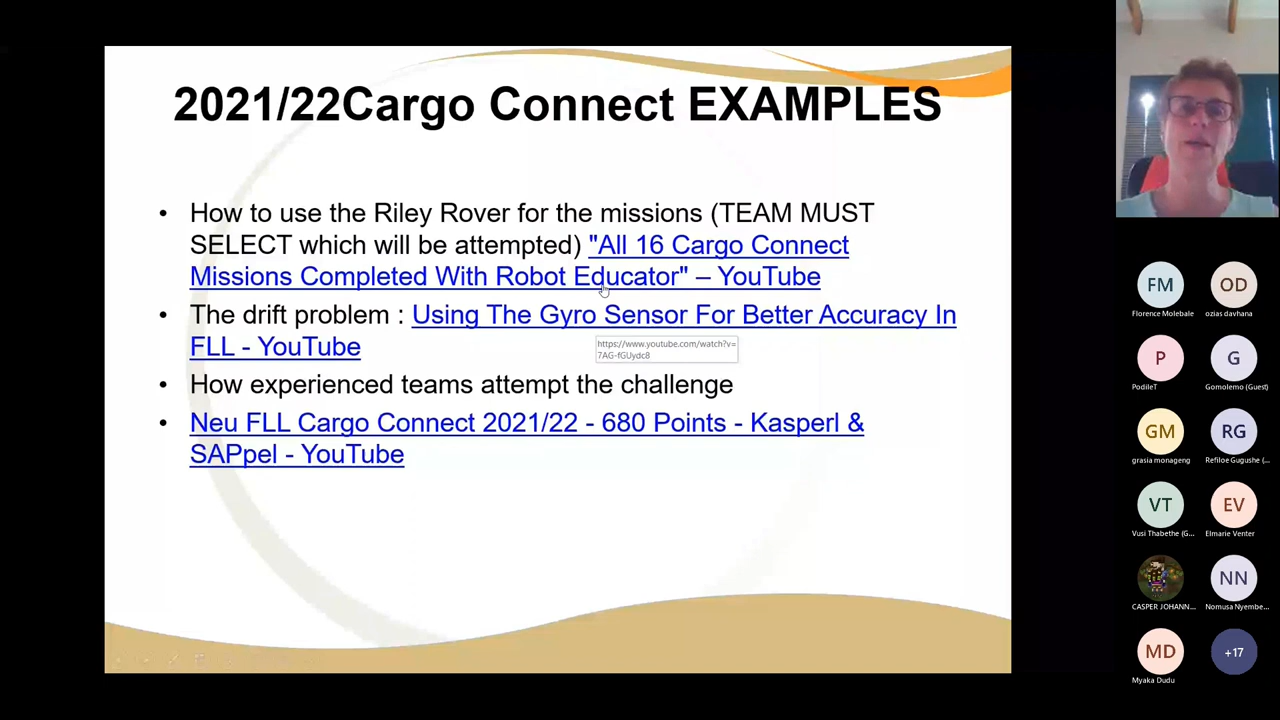 2021/22Cargo Connect EXAMPLES
• How to use the Riley Rover for the missions (TEAM MUST
SELECT which will be attempted) "All 16 Cargo Connect
Missions Completed With Robot Educator" – YouTube
• The drift problem : Using The Gyro Sensor For Better Accuracy In
FLL - YouTube
https://www.youtube.com/watch?v=
7AG-fGUydc8
• How experienced teams attempt the challenge
• Neu FLL Cargo Connect 2021/22 - 680 Points - Kasperl &
SAPpel - YouTube
FM
Florence Molebale
OD
ozias davhana
P
PodileT
G
Gomolemo (Guest)
GM
grasia monageng
RG
Refiloe Gugushe (...
VT
Vusi Thabethe (G...
EV
Elmarie Venter
CASPER JOHANN...
NN
Nomusa Nyembe...
MD
Myaka Dudu
+17